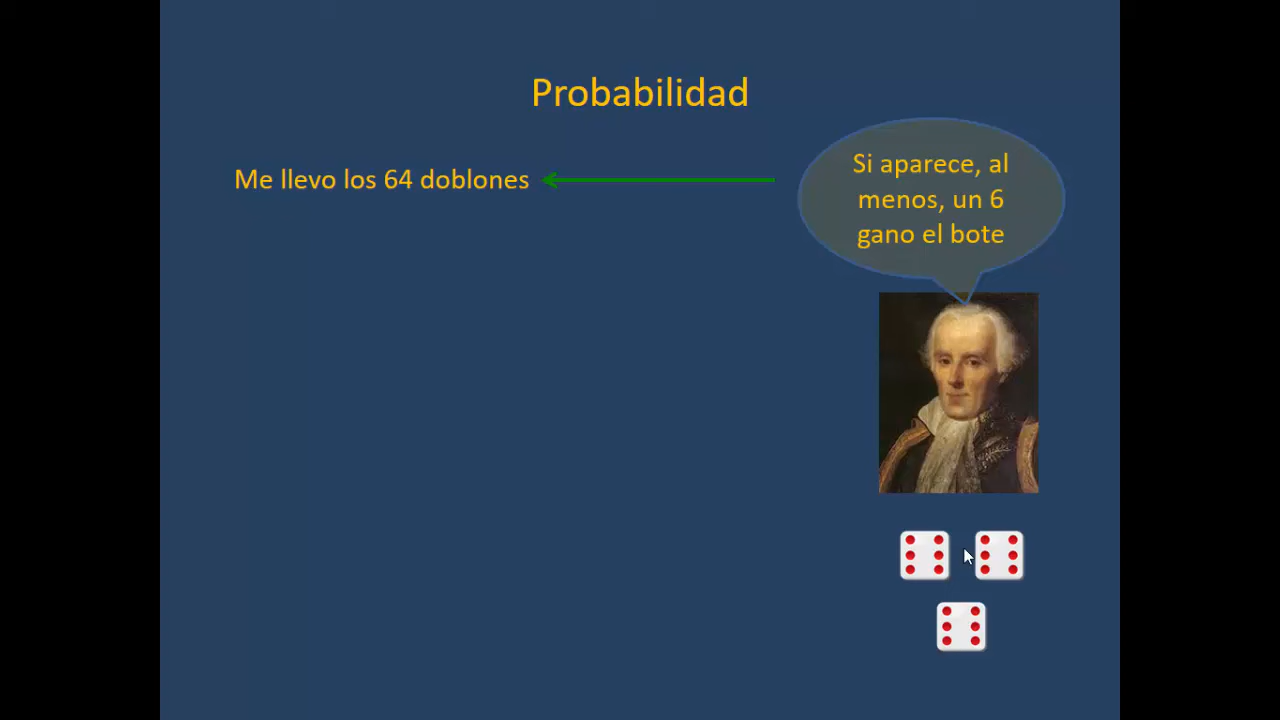 Probabilidad
Me llevo los 64 doblones
Si aparece, al
menos, un 6
gano el bote